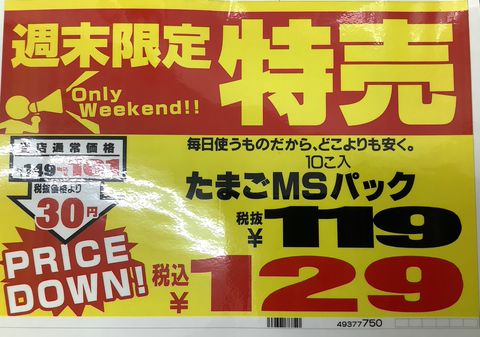 週末限定
特売
Only
Weekend!!
毎日使うものだから、どこよりも安く。
10こ入
たまごMSパック
当店通常価格
税抜価格より
30円
PRICE
DOWN!
税抜
¥119
税込
¥129
49377750